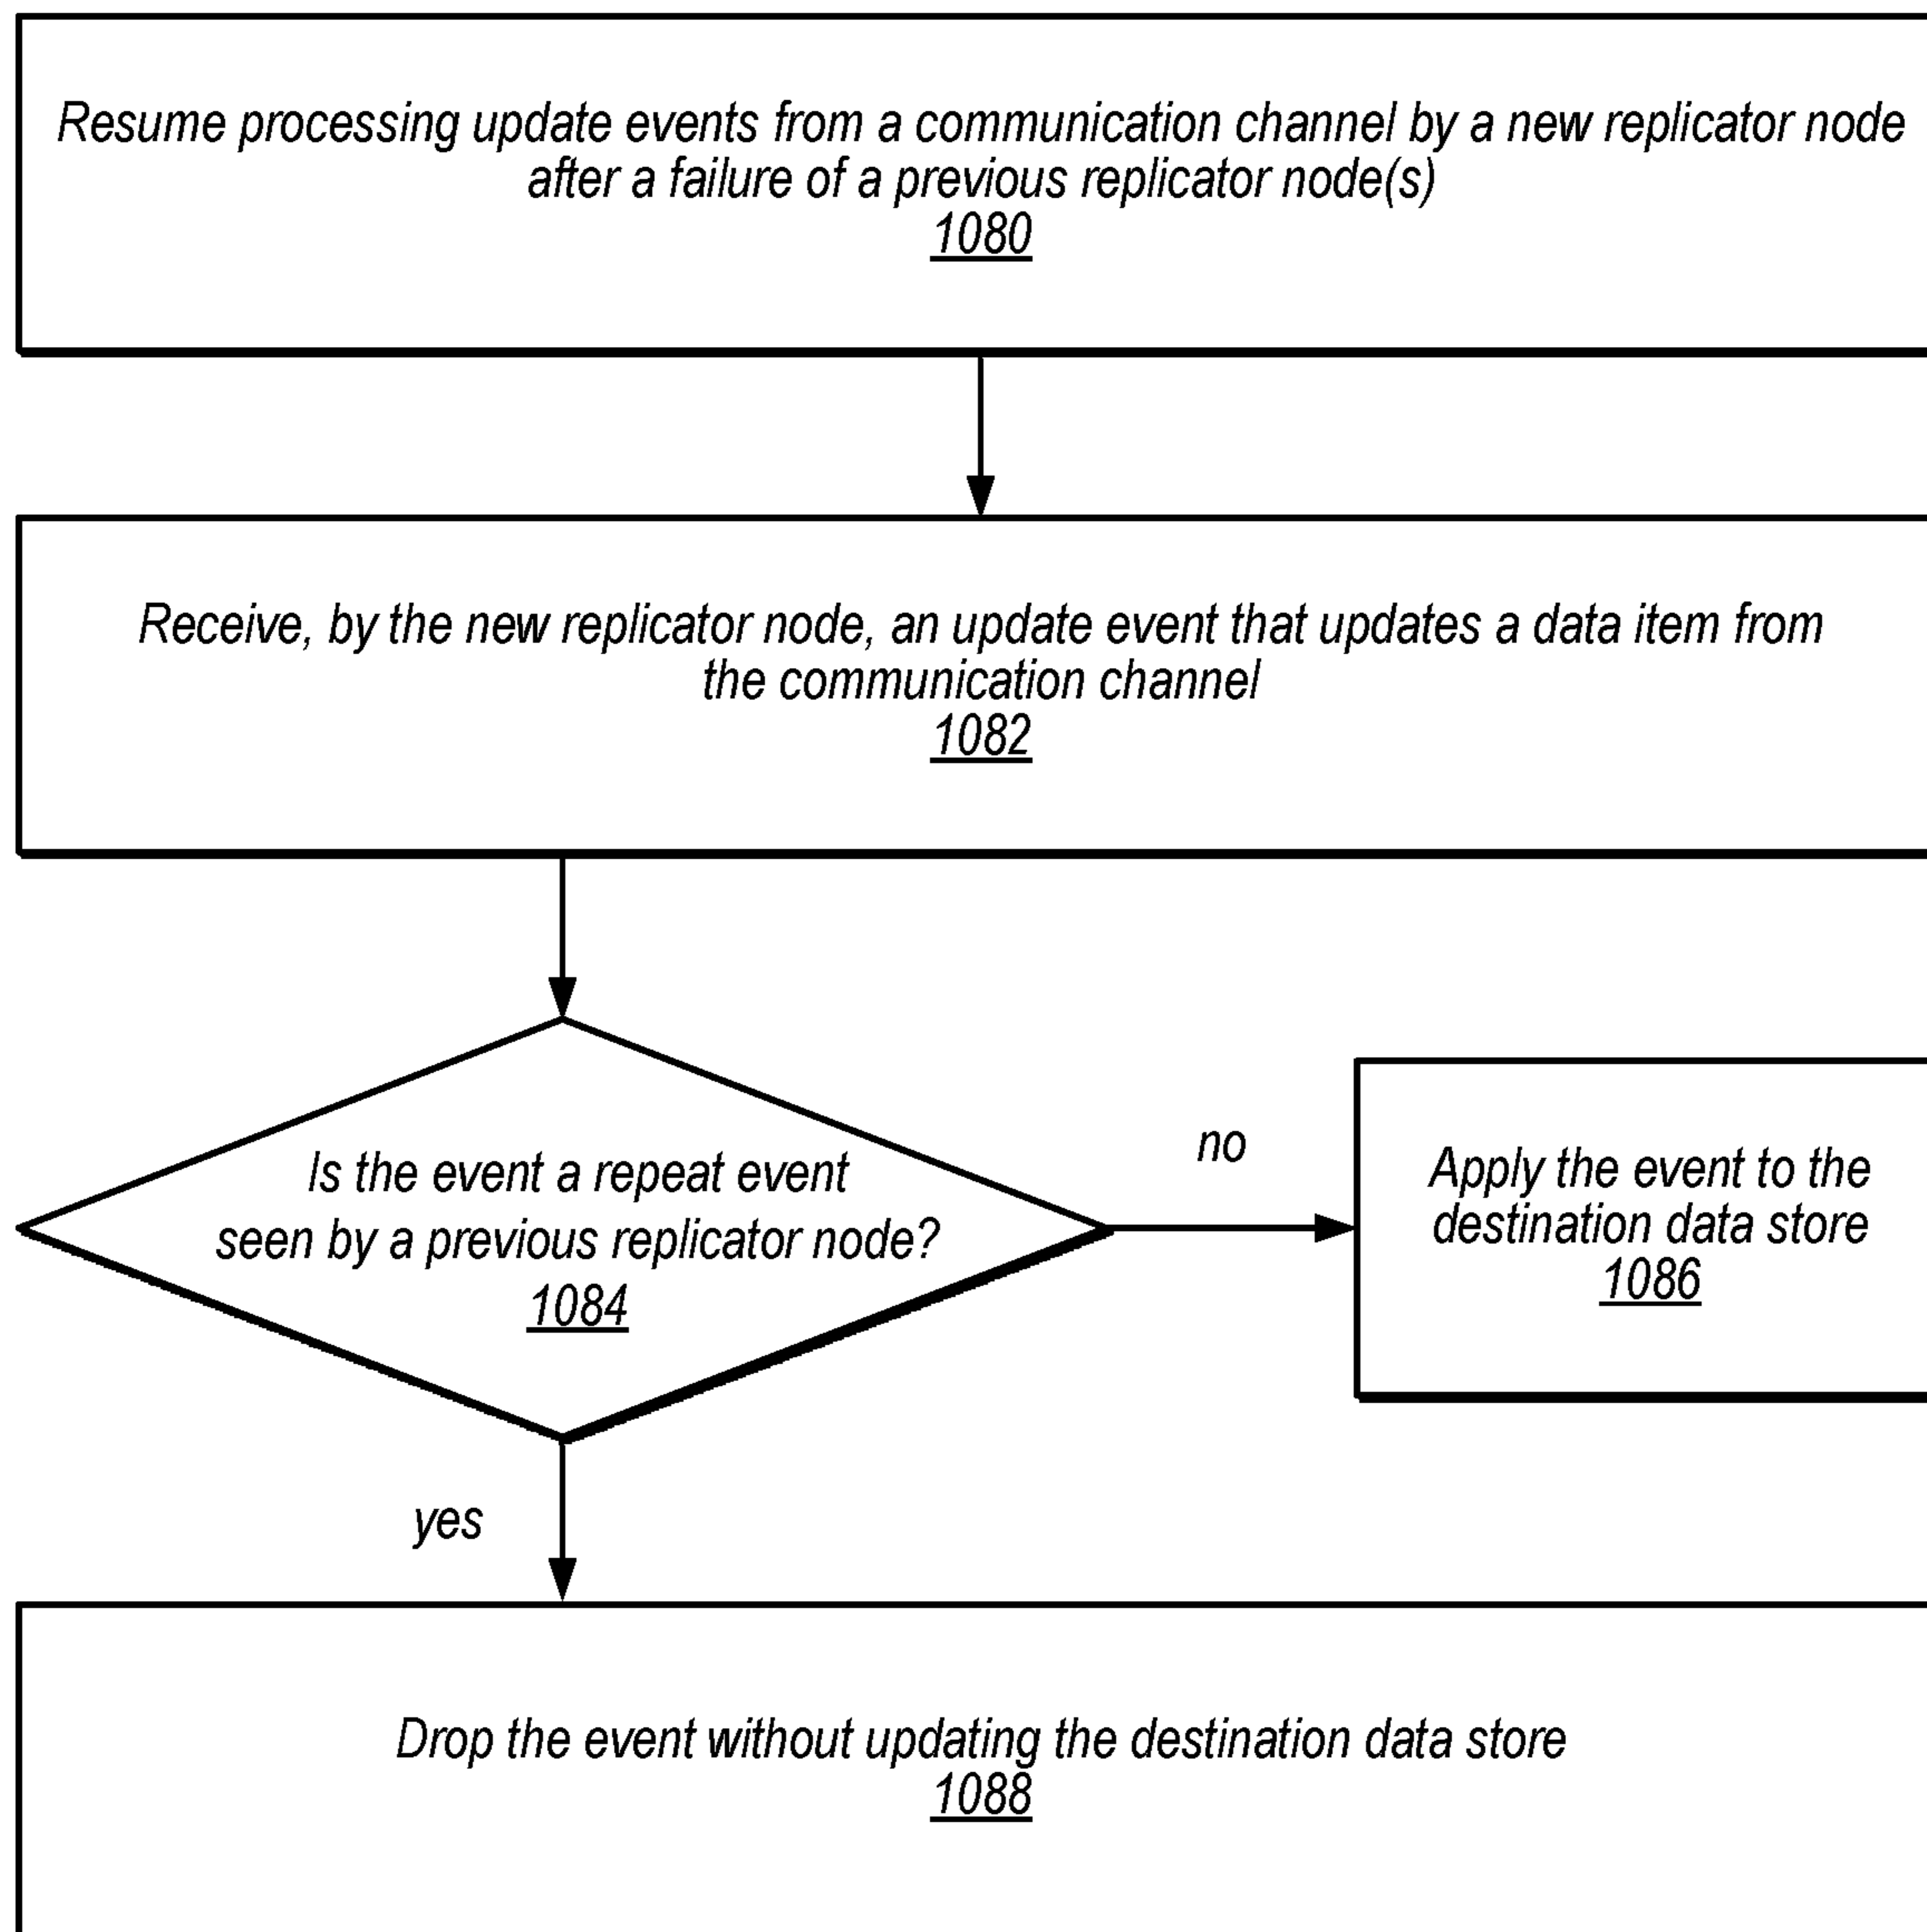 Resume processing update events from a communication channel by a new replicator node
after a failure of a previous replicator node(s)
1080
Receive, by the new replicator node, an update event that updates a data item from
the communication channel
1082
Is the event a repeat event
seen by a previous replicator node?
1084
no
Apply the event to the
destination data store
1086
yes
Drop the event without updating the destination data store
1088